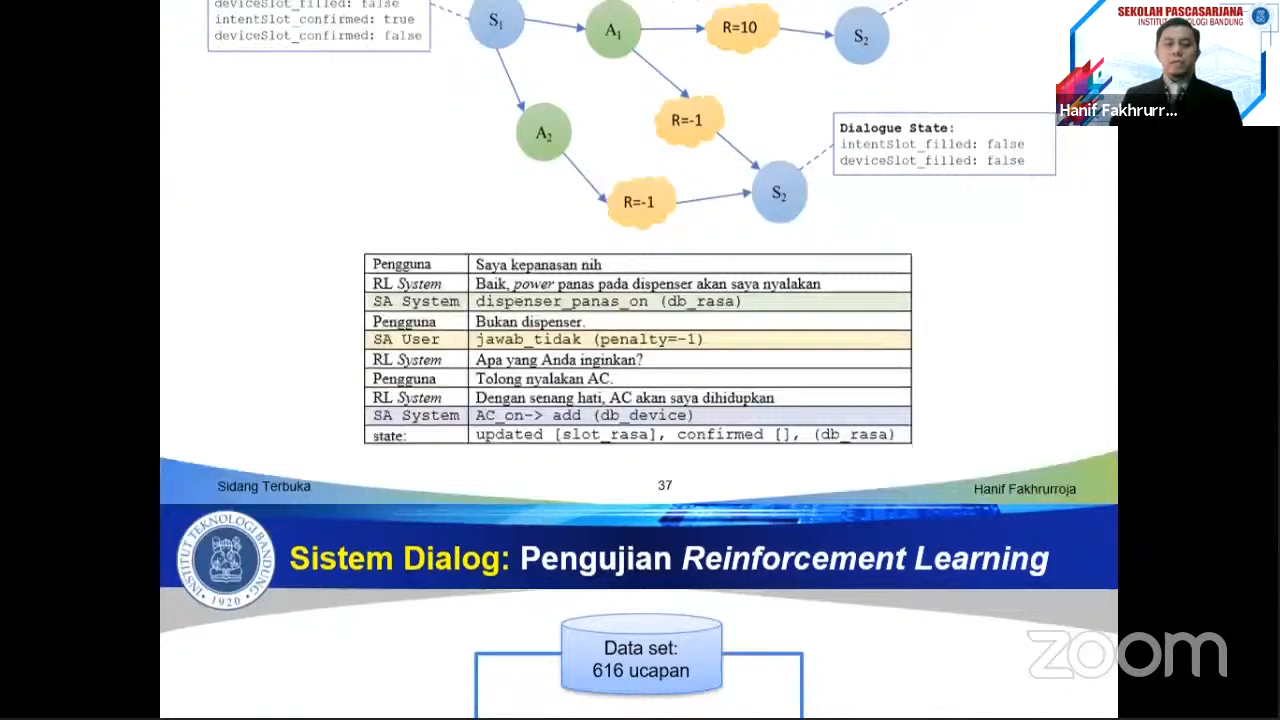 deviceSlot_filled: false
intentSlot_confirmed: true
deviceSlot_confirmed: false
S1
A1
R=10
S2
SEKOLAH PASCASARJANA
INSTITUT TEKNOLOGI BANDUNG
Hanif Fakhrurr...
A2
R=-1
Dialogue State:
intentSlot_filled: false
deviceSlot_filled: false
R=-1
S2
Pengguna Saya kepanasan nih
RL System Baik, power panas pada dispenser akan saya nyalakan
SA System dispenser_panas_on (db_rasa)
Pengguna Bukan dispenser.
SA User jawab_tidak (penalty=-1)
RL System Apa yang Anda inginkan?
Pengguna Tolong nyalakan AC.
RL System Dengan senang hati, AC akan saya dihidupkan
SA System AC_on-> add (db_device)
state: updated [slot_rasa], confirmed [], (db_rasa)
Sidang Terbuka
37
Hanif Fakhrurroja
INSTITUT TEKNOLOGI BANDUNG
1920
Sistem Dialog: Pengujian Reinforcement Learning
Data set:
616 ucapan
zoom